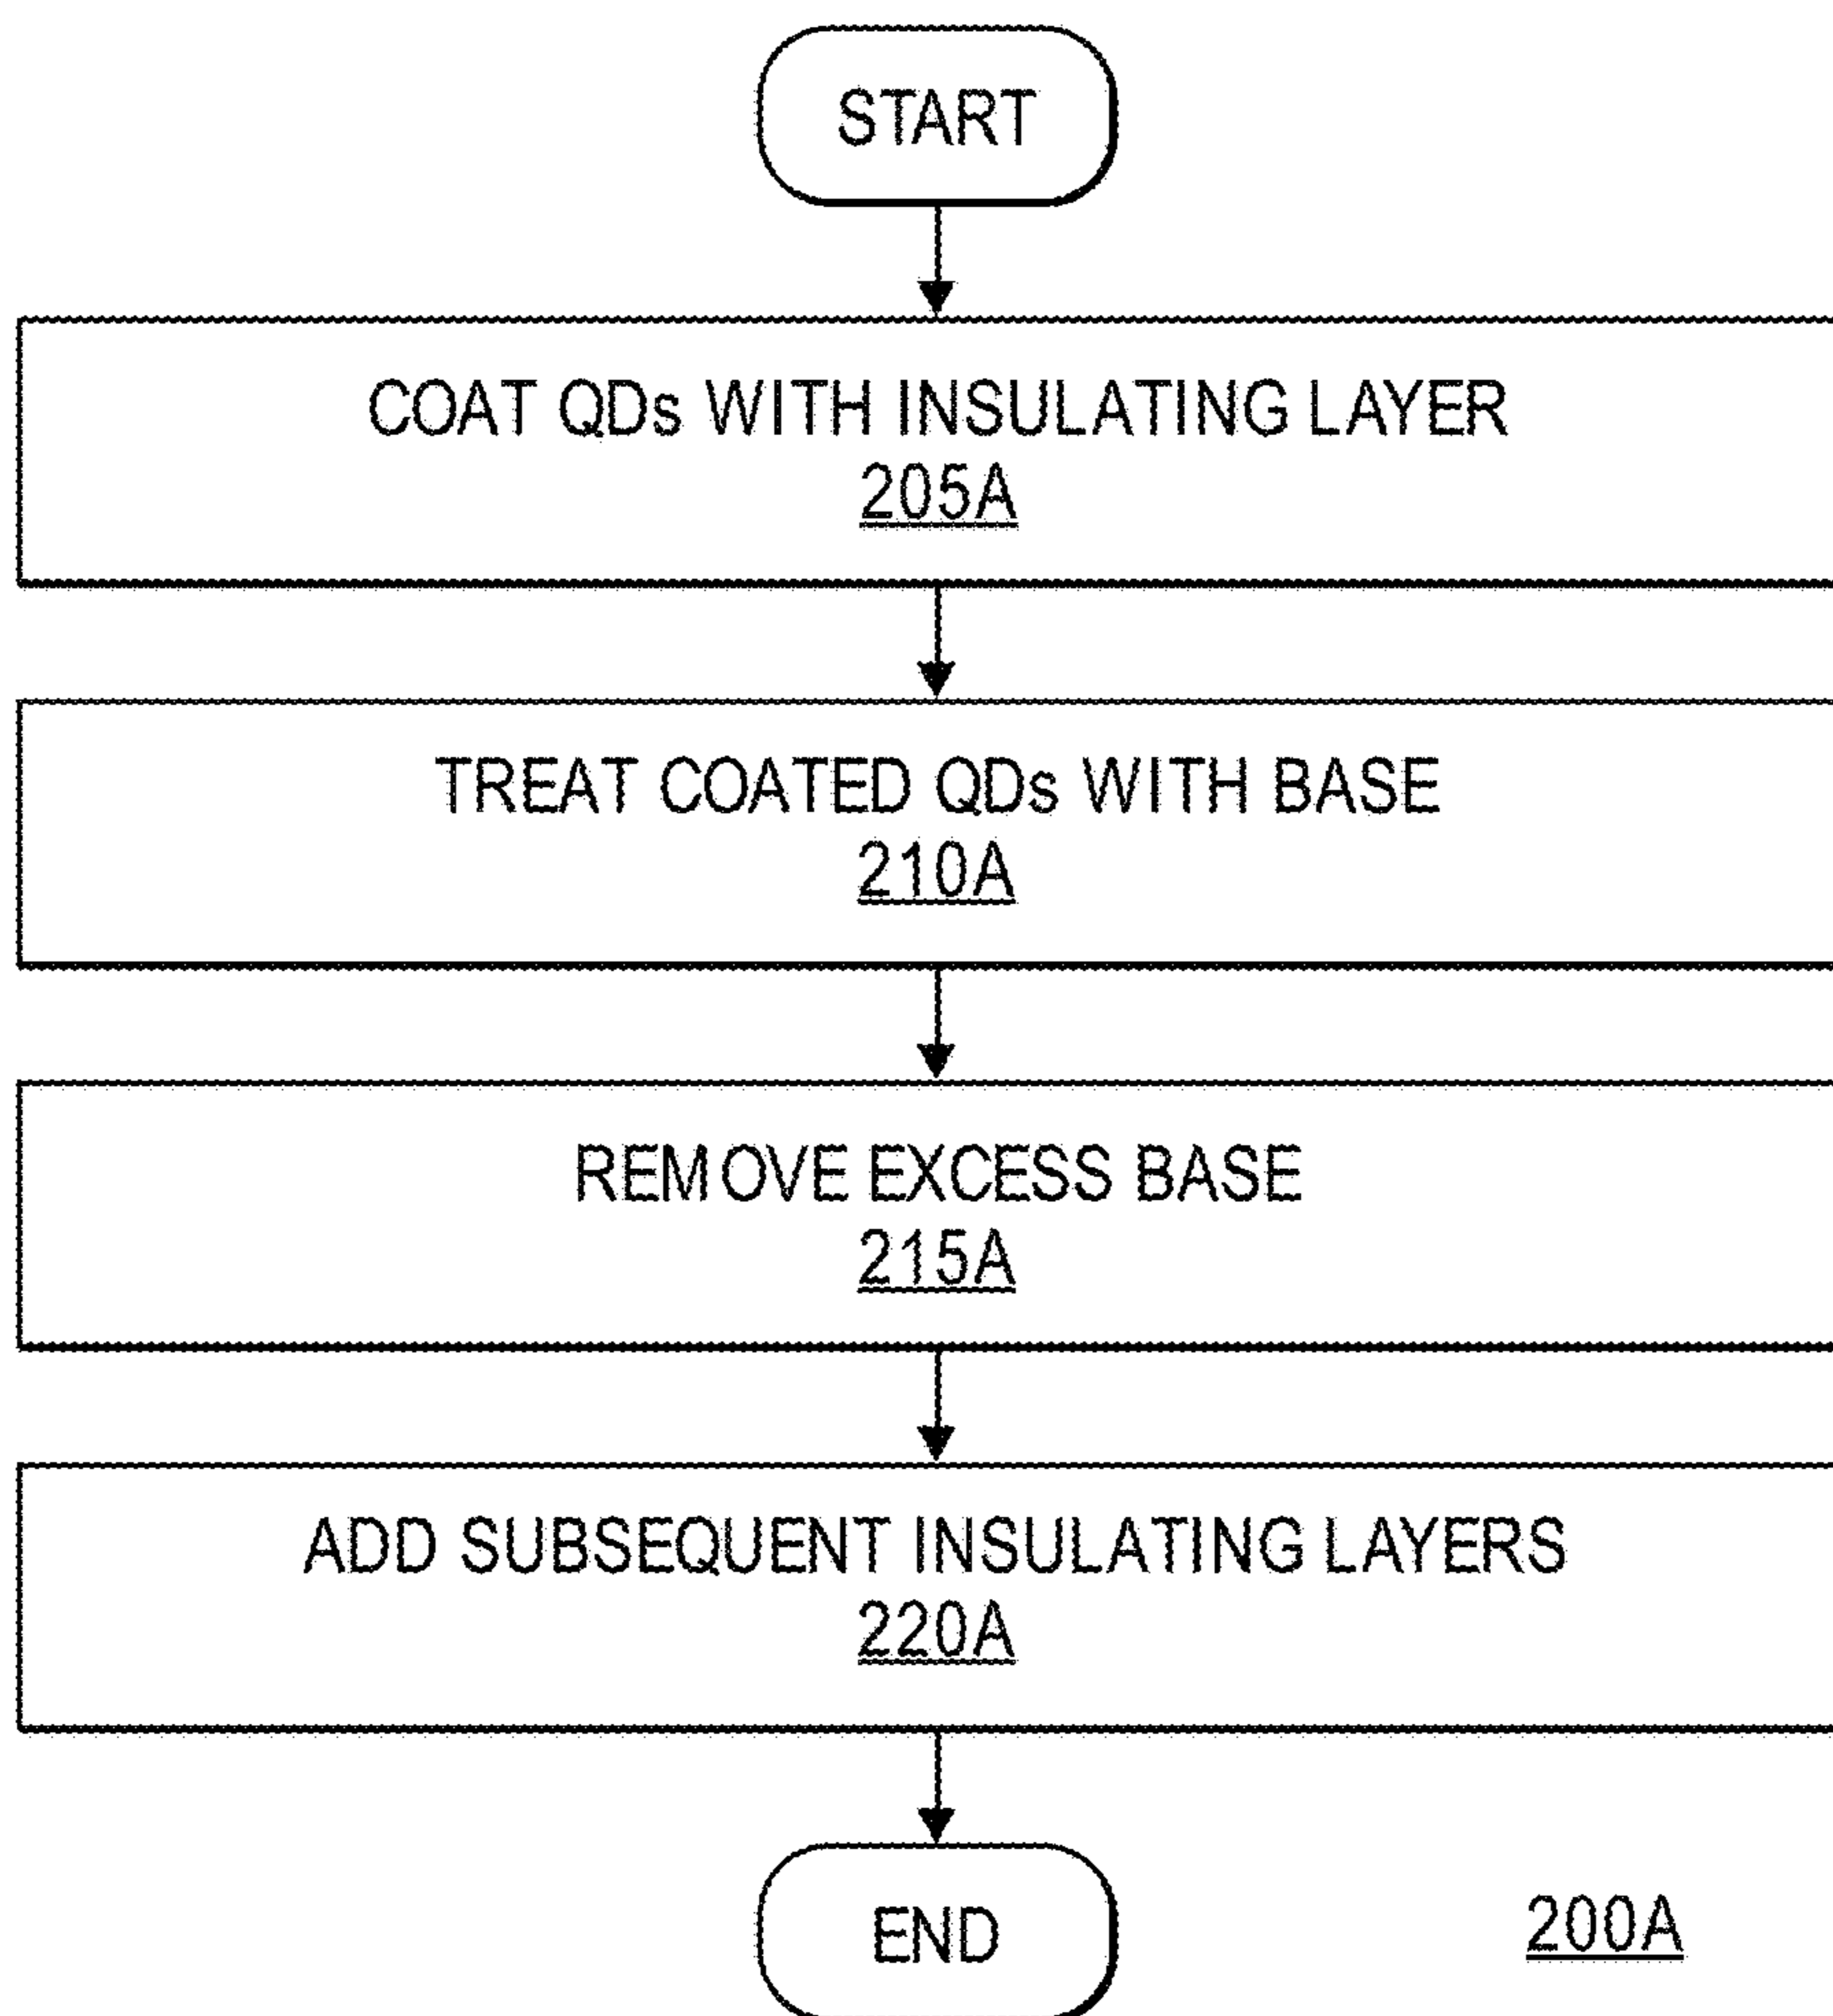 START
COAT QDs WITH INSULATING LAYER
205A
TREAT COATED QDs WITH BASE
210A
REMOVE EXCESS BASE
215A
ADD SUBSEQUENT INSULATING LAYERS
220A
END
200A